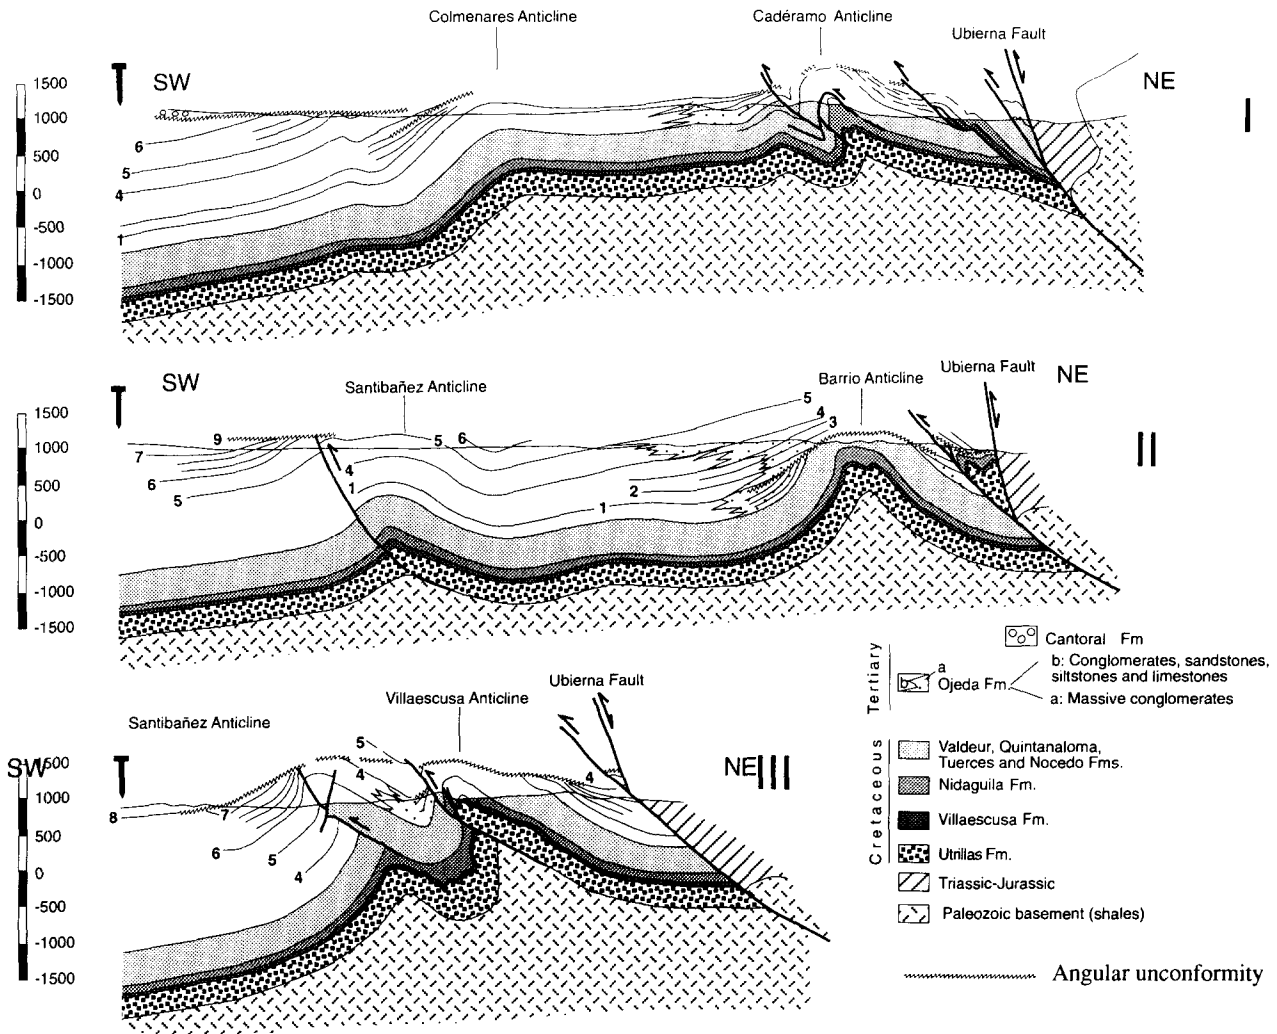 Colmenares Anticline
Cadéramo Anticline
Ubierna Fault
SW
NE
I
1500
1000
500
0
-500
-1000
-1500
6
5
4
1
SW
Santibañez Anticline
Barrio Anticline
Ubierna Fault
NE
II
1500
1000
500
0
-500
-1000
-1500
9
7
6
5
5
6
4
1
5
4
3
2
1
Santibañez Anticline
Villaescusa Anticline
Ubierna Fault
SW
NE
III
1500
1000
500
0
-500
-1000
-1500
8
7
6
5
4
5
4
4
Tertiary
Cantoral Fm
a
b
Ojeda Fm.
b: Conglomerates, sandstones,
siltstones and limestones
a: Massive conglomerates
Cretaceous
Valdeur, Quintanaloma,
Tuerces and Nocedo Fms.
Nidaguila Fm.
Villaescusa Fm.
Utrillas Fm.
Triassic-Jurassic
Paleozoic basement (shales)
Angular unconformity